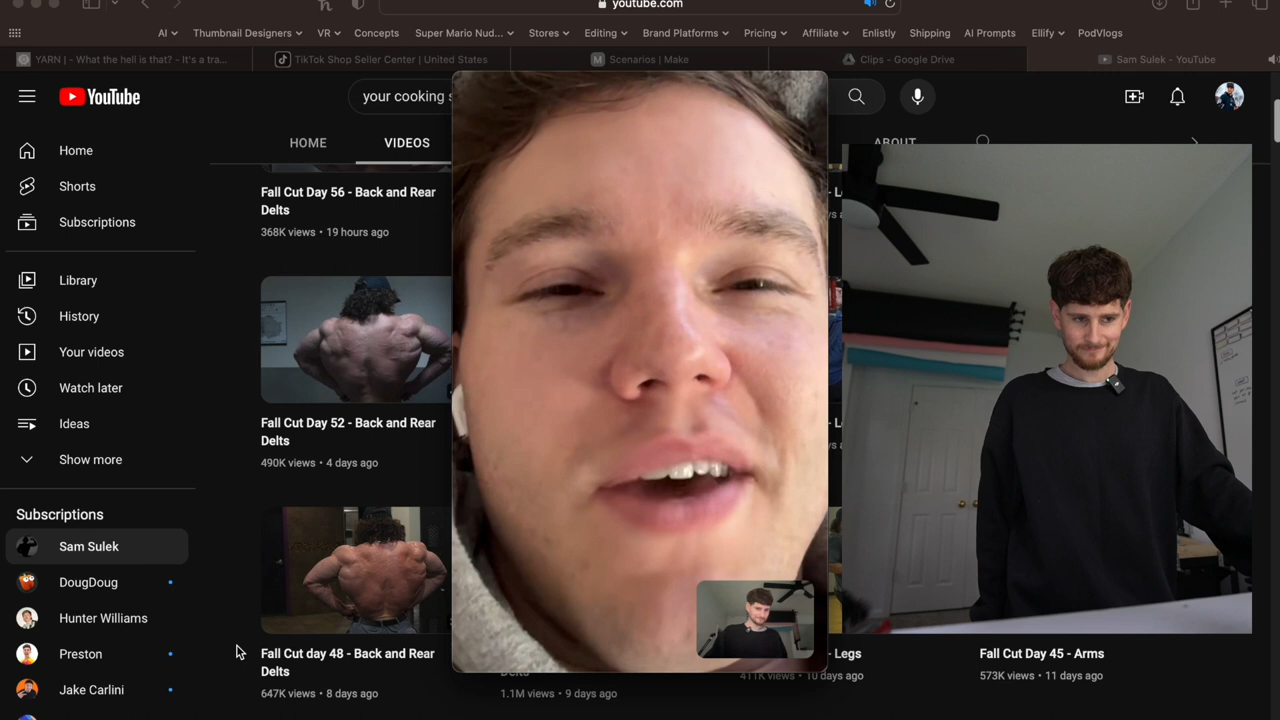 youtube.com
AI
Thumbnail Designers
VR
Concepts
Super Mario Nud...
Stores
Editing
Brand Platforms
Pricing
Affiliate
Enlistly
Shipping
AI Prompts
Ellify
PodVlogs
YARN | - What the hell is that? - It's a tra...
TikTok Shop Seller Center | United States
Scenarios | Make
Clips - Google Drive
Sam Sulek - YouTube
YouTube
your cooking s
HOME
VIDEOS
ABOUT
Home
Shorts
Subscriptions
Library
History
Your videos
Watch later
Ideas
Show more
Subscriptions
Sam Sulek
DougDoug
Hunter Williams
Preston
Jake Carlini
Fall Cut Day 56 - Back and Rear
Delts
368K views • 19 hours ago
Fall Cut Day 52 - Back and Rear
Delts
490K views • 4 days ago
Fall Cut day 48 - Back and Rear
Delts
647K views • 8 days ago
Delts
1.1M views • 9 days ago
- Legs
411K views • 10 days ago
Fall Cut Day 45 - Arms
573K views • 11 days ago